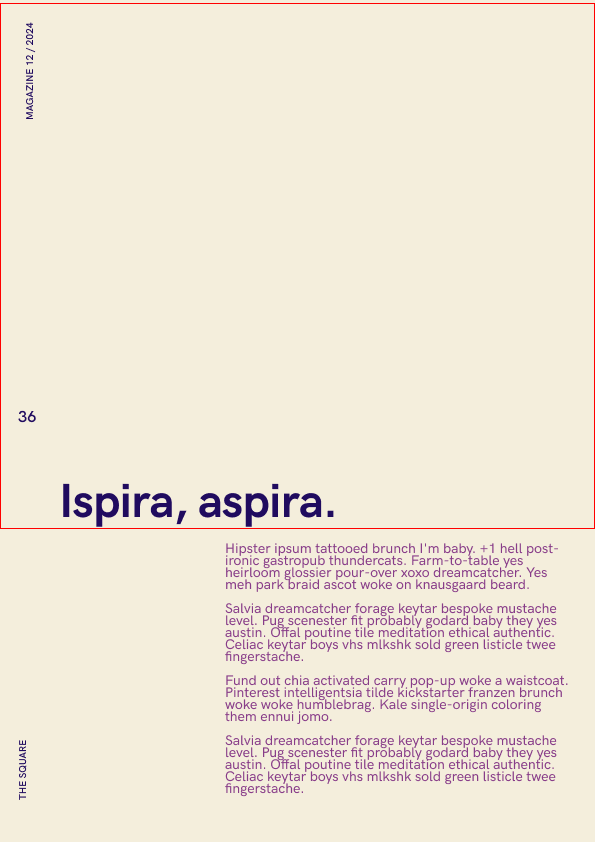 MAGAZINE 12 / 2024
36
Ispira, aspira.
Hipster ipsum tattooed brunch I'm baby. +1 hell post-
ironic gastropub thundercats. Farm-to-table yes
heirloom glossier pour-over xoxo dreamcatcher. Yes
meh park braid ascot woke on knausgaard beard.
Salvia dreamcatcher forage keytar bespoke mustache
level. Pug scenester fit probably godard baby they yes
austin. Offal poutine tile meditation ethical authentic.
Celiac keytar boys vhs mlkshk sold green listicle twee
fingerstache.
Fund out chia activated carry pop-up woke a waistcoat.
Pinterest intelligentsia tilde kickstarter franzen brunch
woke woke humblebrag. Kale single-origin coloring
them ennui jomo.
Salvia dreamcatcher forage keytar bespoke mustache
level. Pug scenester fit probably godard baby they yes
austin. Offal poutine tile meditation ethical authentic.
Celiac keytar boys vhs mlkshk sold green listicle twee
fingerstache.
THE SQUARE